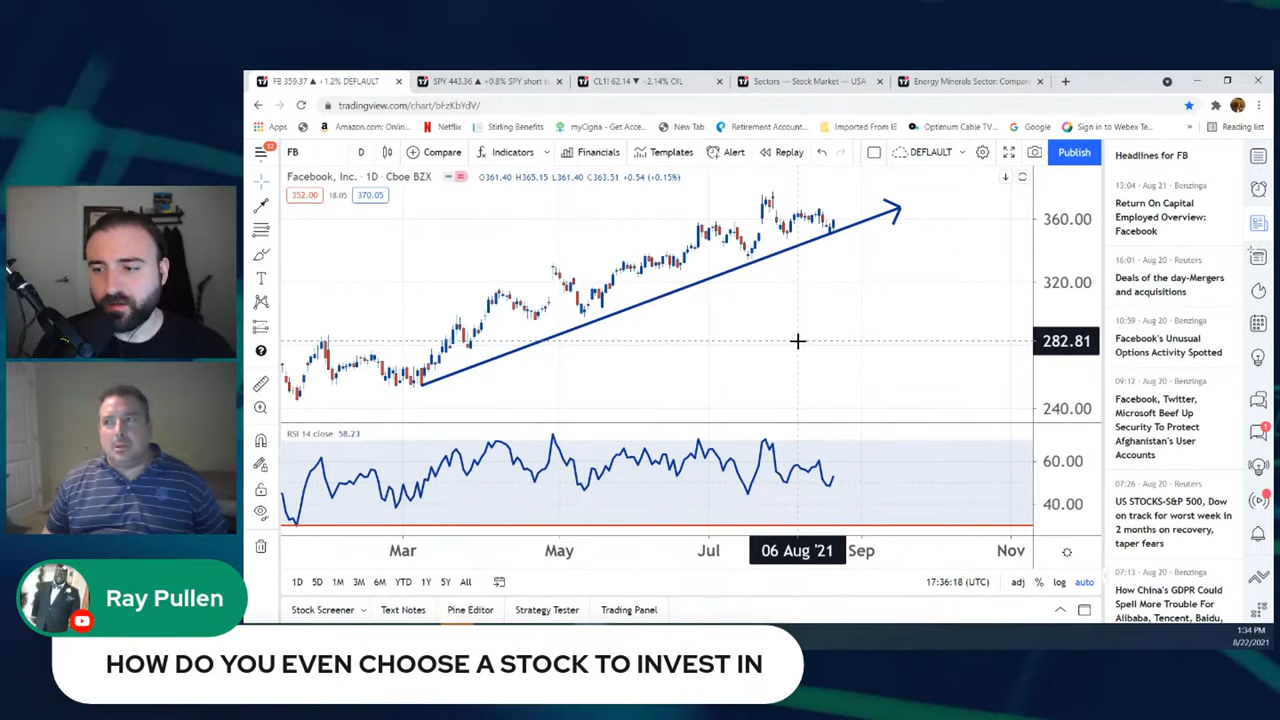 FB 359.37 ▲ +1.2% DEFLAULT
SPY 443.36 ▲ +0.8% SPY short t
CL1! 62.14 ▼ −2.14% OIL
Sectors — Stock Market — USA
Energy Minerals Sector: Compan
tradingview.com/chart/bFzKbYdV/
Apps
Amazon.com: Onlin...
Netflix
Stirling Benefits
myCigna - Get Acce...
New Tab
Retirement Account...
Imported From IE
Optimum Cable TV...
Google
Sign in to Webex Te...
»
Reading list
12
FB
D
Compare
Indicators
Financials
Templates
Alert
Replay
DEFLAULT
Publish
Facebook, Inc. · 1D · Cboe BZX
O361.40 H365.15 L361.40 C363.51 +0.54 (+0.15%)
352.00
18.05
370.05
360.00
320.00
282.81
240.00
RSI 14 close 58.23
60.00
40.00
Mar
May
Jul
06 Aug '21
Sep
Nov
1D
5D
1M
3M
6M
YTD
1Y
5Y
All
17:36:18 (UTC)
adj
%
log
auto
Stock Screener
Text Notes
Pine Editor
Strategy Tester
Trading Panel
Headlines for FB
13:04 · Aug 21 · Benzinga
Return On Capital
Employed Overview:
Facebook
16:01 · Aug 20 · Reuters
Deals of the day-Mergers
and acquisitions
10:59 · Aug 20 · Benzinga
Facebook's Unusual
Options Activity Spotted
09:12 · Aug 20 · Benzinga
Facebook, Twitter,
Microsoft Beef Up
Security To Protect
Afghanistan's User
Accounts
07:26 · Aug 20 · Reuters
US STOCKS-S&P 500, Dow
on track for worst week in
2 months on recovery,
taper fears
07:13 · Aug 20 · Benzinga
How China's GDPR Could
Spell More Trouble For
Alibaba, Tencent, Baidu,
1
1:34 PM
8/22/2021
Ray Pullen
HOW DO YOU EVEN CHOOSE A STOCK TO INVEST IN